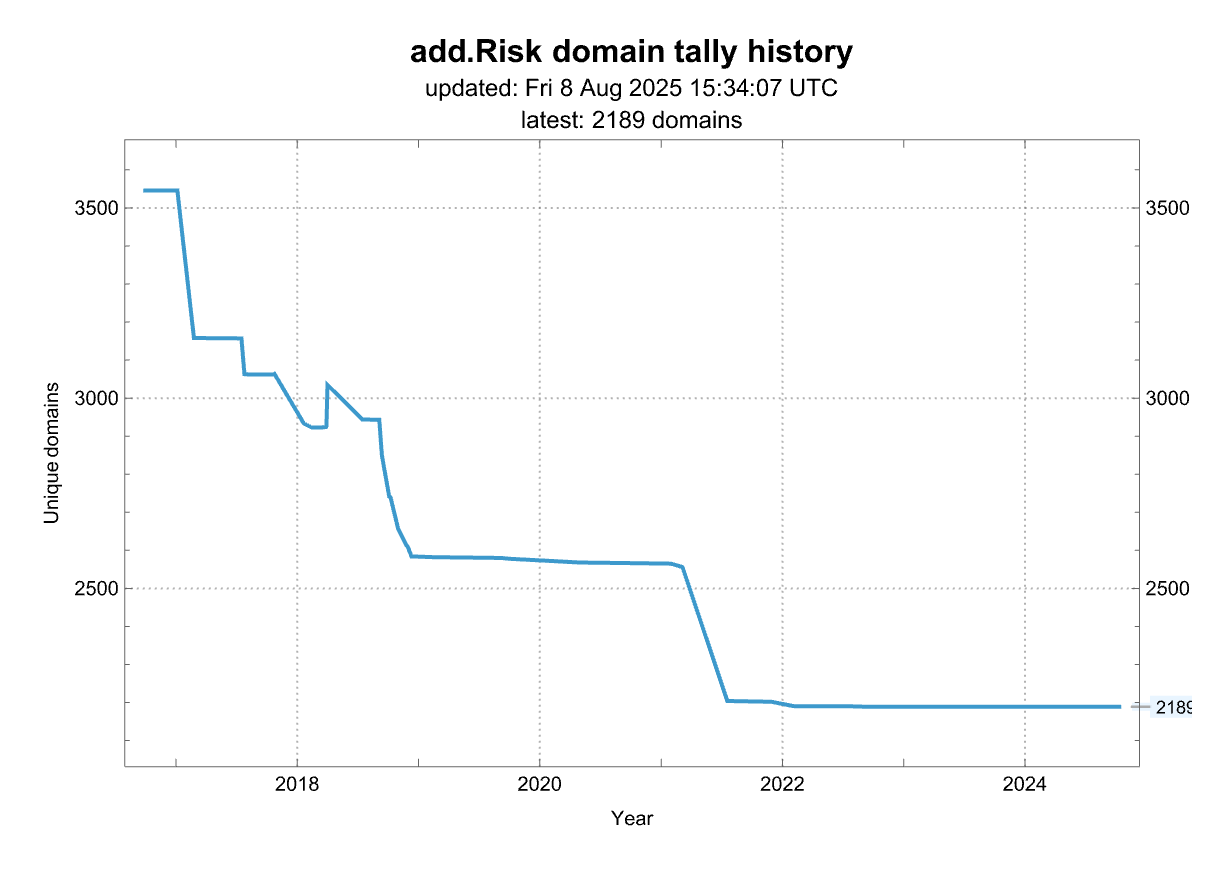 add.Risk domain tally history
updated: Fri 8 Aug 2025 15:34:07 UTC
latest: 2189 domains
3500
3500
3000
3000
Unique domains
2500
2500
2189
2018
2020
2022
2024
Year